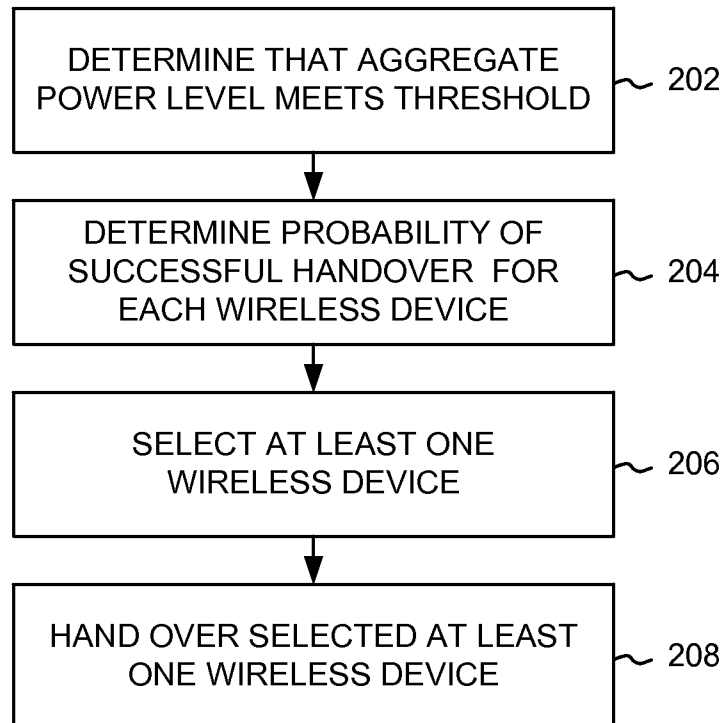 DETERMINE THAT AGGREGATE
POWER LEVEL MEETS THRESHOLD
202
DETERMINE PROBABILITY OF
SUCCESSFUL HANDOVER FOR
EACH WIRELESS DEVICE
204
SELECT AT LEAST ONE
WIRELESS DEVICE
206
HAND OVER SELECTED AT LEAST
ONE WIRELESS DEVICE
208